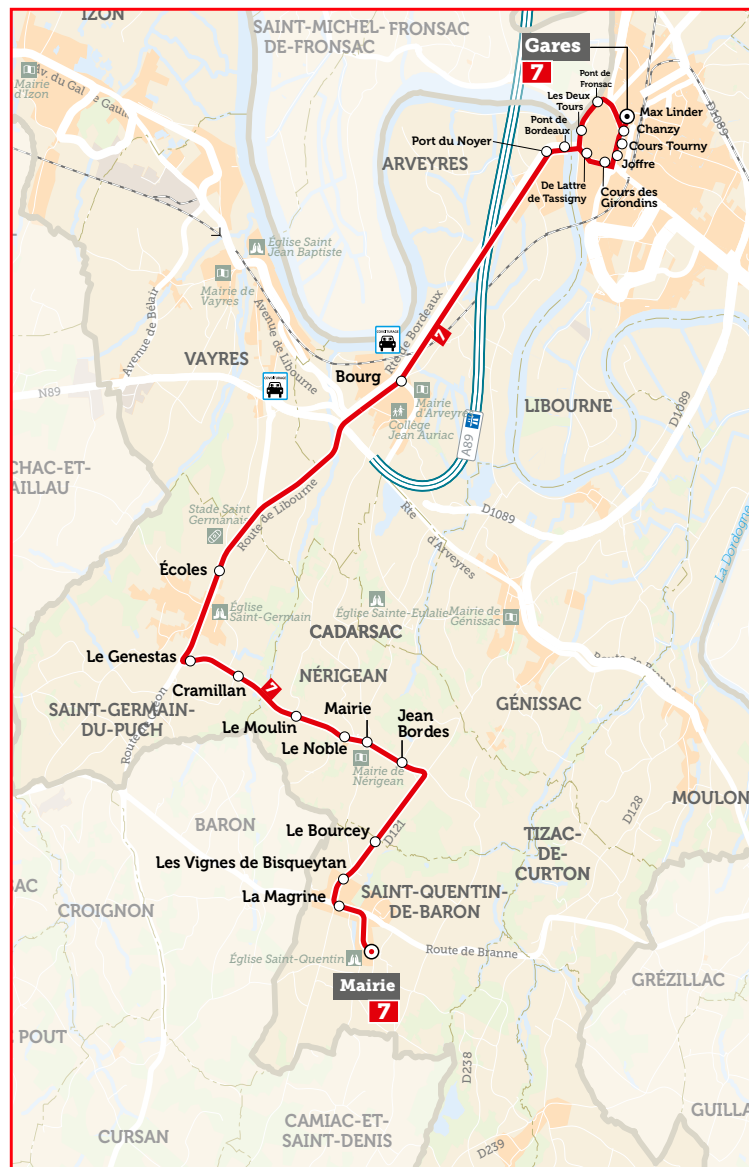 IZON
SAINT-MICHEL-
DE-FRONSAC
FRONSAC
Gares
7
Av. du Gal de Gaulle
Mairie
d'Izon
Pont de
Fronsac
Les Deux
Tours
Max Linder
Chanzy
Pont de
Bordeaux
Cours Tourny
Port du Noyer
Joffre
D1089
ARVEYRES
De Lattre
de Tassigny
Cours des
Girondins
Église Saint
Jean Baptiste
Mairie de
Vayres
Avenue de Bélair
Avenue de Libourne
Rte de Bordeaux
7
COVOITURAGE
VAYRES
Bourg
COVOITURAGE
N89
Mairie
d'Arveyres
Collège
Jean Auriac
LIBOURNE
D1089
A89
CHAC-ET-
AILLAU
Stade Saint
Germanais
Route de Libourne
Rte
d'Arveyres
D1089
La Dordogne
Écoles
Église
Saint-Germain
Église Sainte-Eulalie
Mairie de
Génissac
CADARSAC
Le Genestas
Cramillan
7
NÉRIGEAN
SAINT-GERMAIN-
DU-PUCH
Le Moulin
Mairie
Jean
Bordes
GÉNISSAC
Le Noble
Mairie de
Nérigean
MOULON
BARON
D128
Le Bourcey
D121
TIZAC-
DE-
CURTON
Les Vignes de Bisqueytan
La Magrine
SAINT-QUENTIN-
DE-BARON
CROIGNON
Route de Branne
Église Saint-Quentin
GRÉZILLAC
Mairie
7
POUT
D238
CAMIAC-ET-
SAINT-DENIS
CURSAN
GUILLA
D239